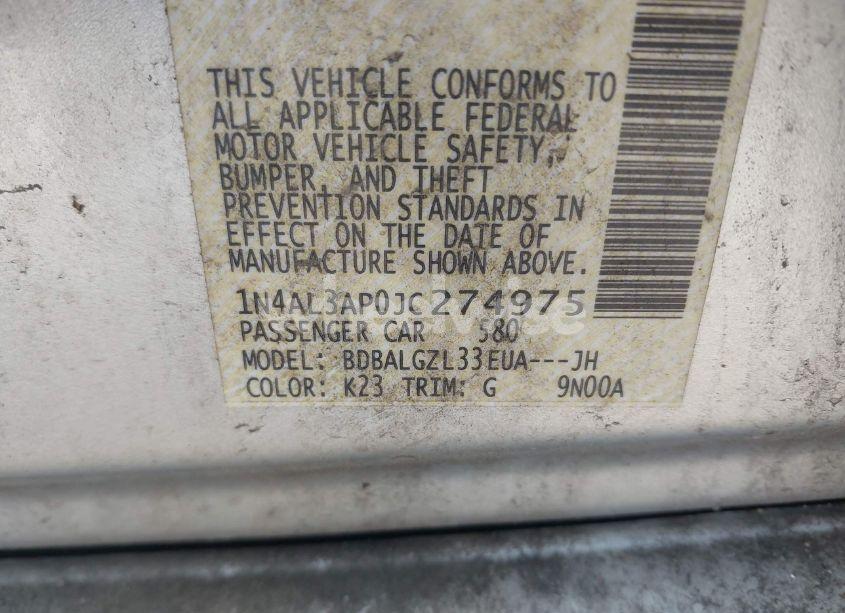 THIS VEHICLE CONFORMS TO
ALL APPLICABLE FEDERAL
MOTOR VEHICLE SAFETY,
BUMPER, AND THEFT
PREVENTION STANDARDS IN
EFFECT ON THE DATE OF
MANUFACTURE SHOWN ABOVE.
1N4AL3AP0JC274975
PASSENGER CAR 580
MODEL: BDBALGZL33EUA---JH
COLOR: K23 TRIM: G 9N00A